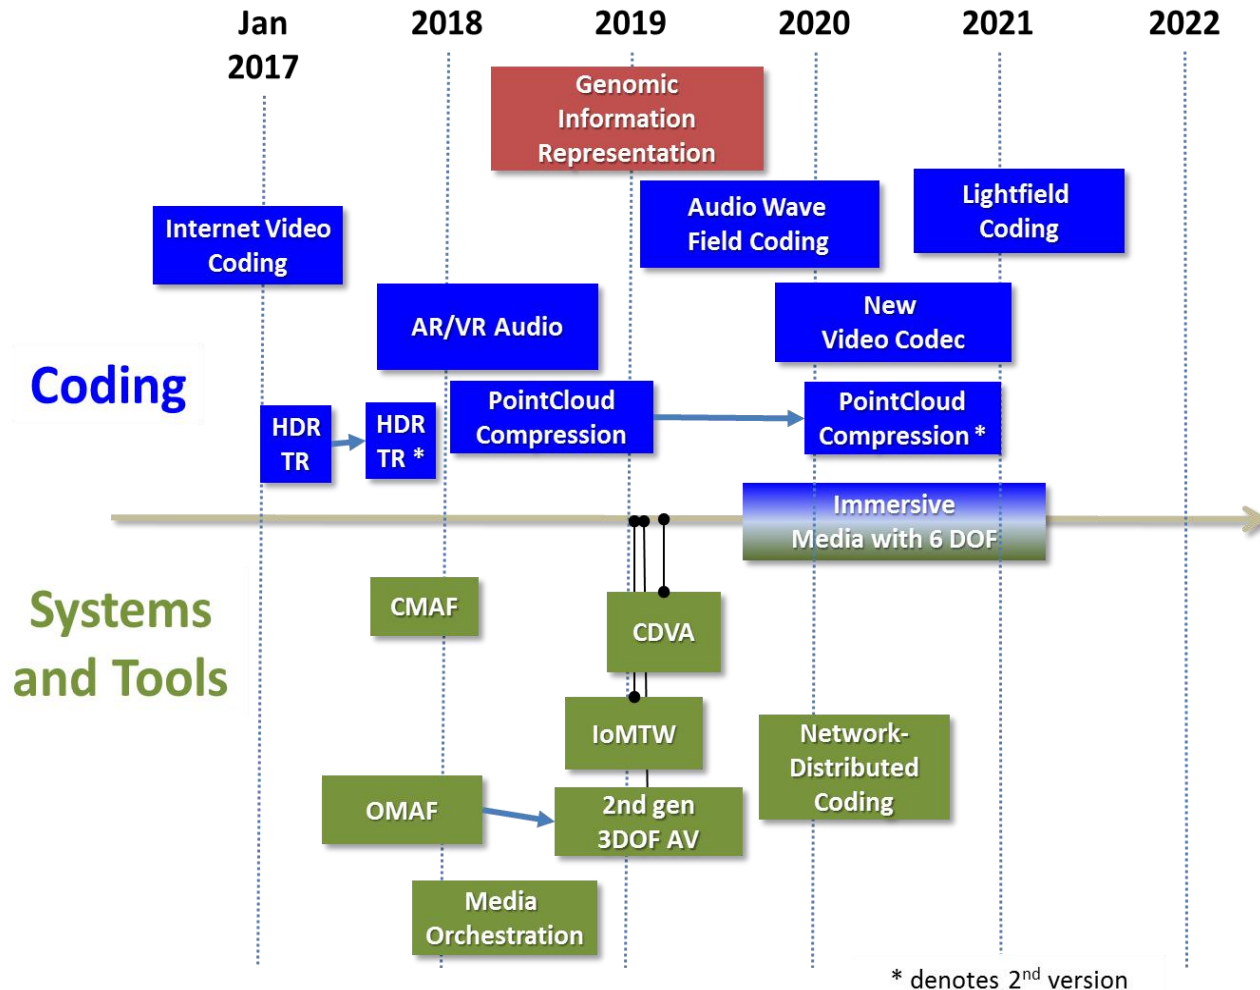 Jan
2017
2018
2019
2020
2021
2022
Genomic
Information
Representation
Internet Video
Coding
Audio Wave
Field Coding
Lightfield
Coding
AR/VR Audio
New
Video Codec
Coding
HDR
TR
HDR
TR *
PointCloud
Compression
PointCloud
Compression *
Immersive
Media with 6 DOF
Systems
and Tools
CMAF
CDVA
IoMTW
Network-
Distributed
Coding
OMAF
2nd gen
3DOF AV
Media
Orchestration
* denotes 2nd version